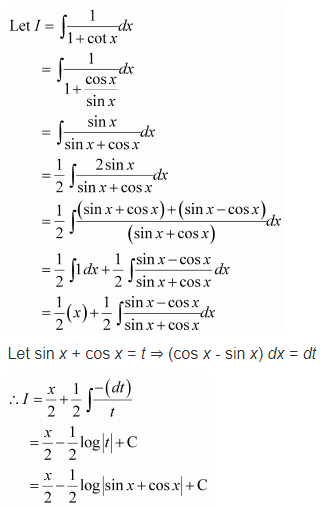 Let I = ∫ 1/(1 + cot x) dx
= ∫ 1/(1 + cos x/sin x) dx
= ∫ sin x/(sin x + cos x) dx
= 1/2 ∫ 2 sin x/(sin x + cos x) dx
= 1/2 ∫ ((sin x + cos x) + (sin x − cos x))/(sin x + cos x) dx
= 1/2 ∫ 1 dx + 1/2 ∫ (sin x − cos x)/(sin x + cos x) dx
= 1/2 (x) + 1/2 ∫ (sin x − cos x)/(sin x + cos x) dx
Let sin x + cos x = t ⇒ (cos x - sin x) dx = dt
∴ I = x/2 + 1/2 ∫ −(dt)/t
= x/2 − 1/2 log|t| + C
= x/2 − 1/2 log|sin x + cos x| + C